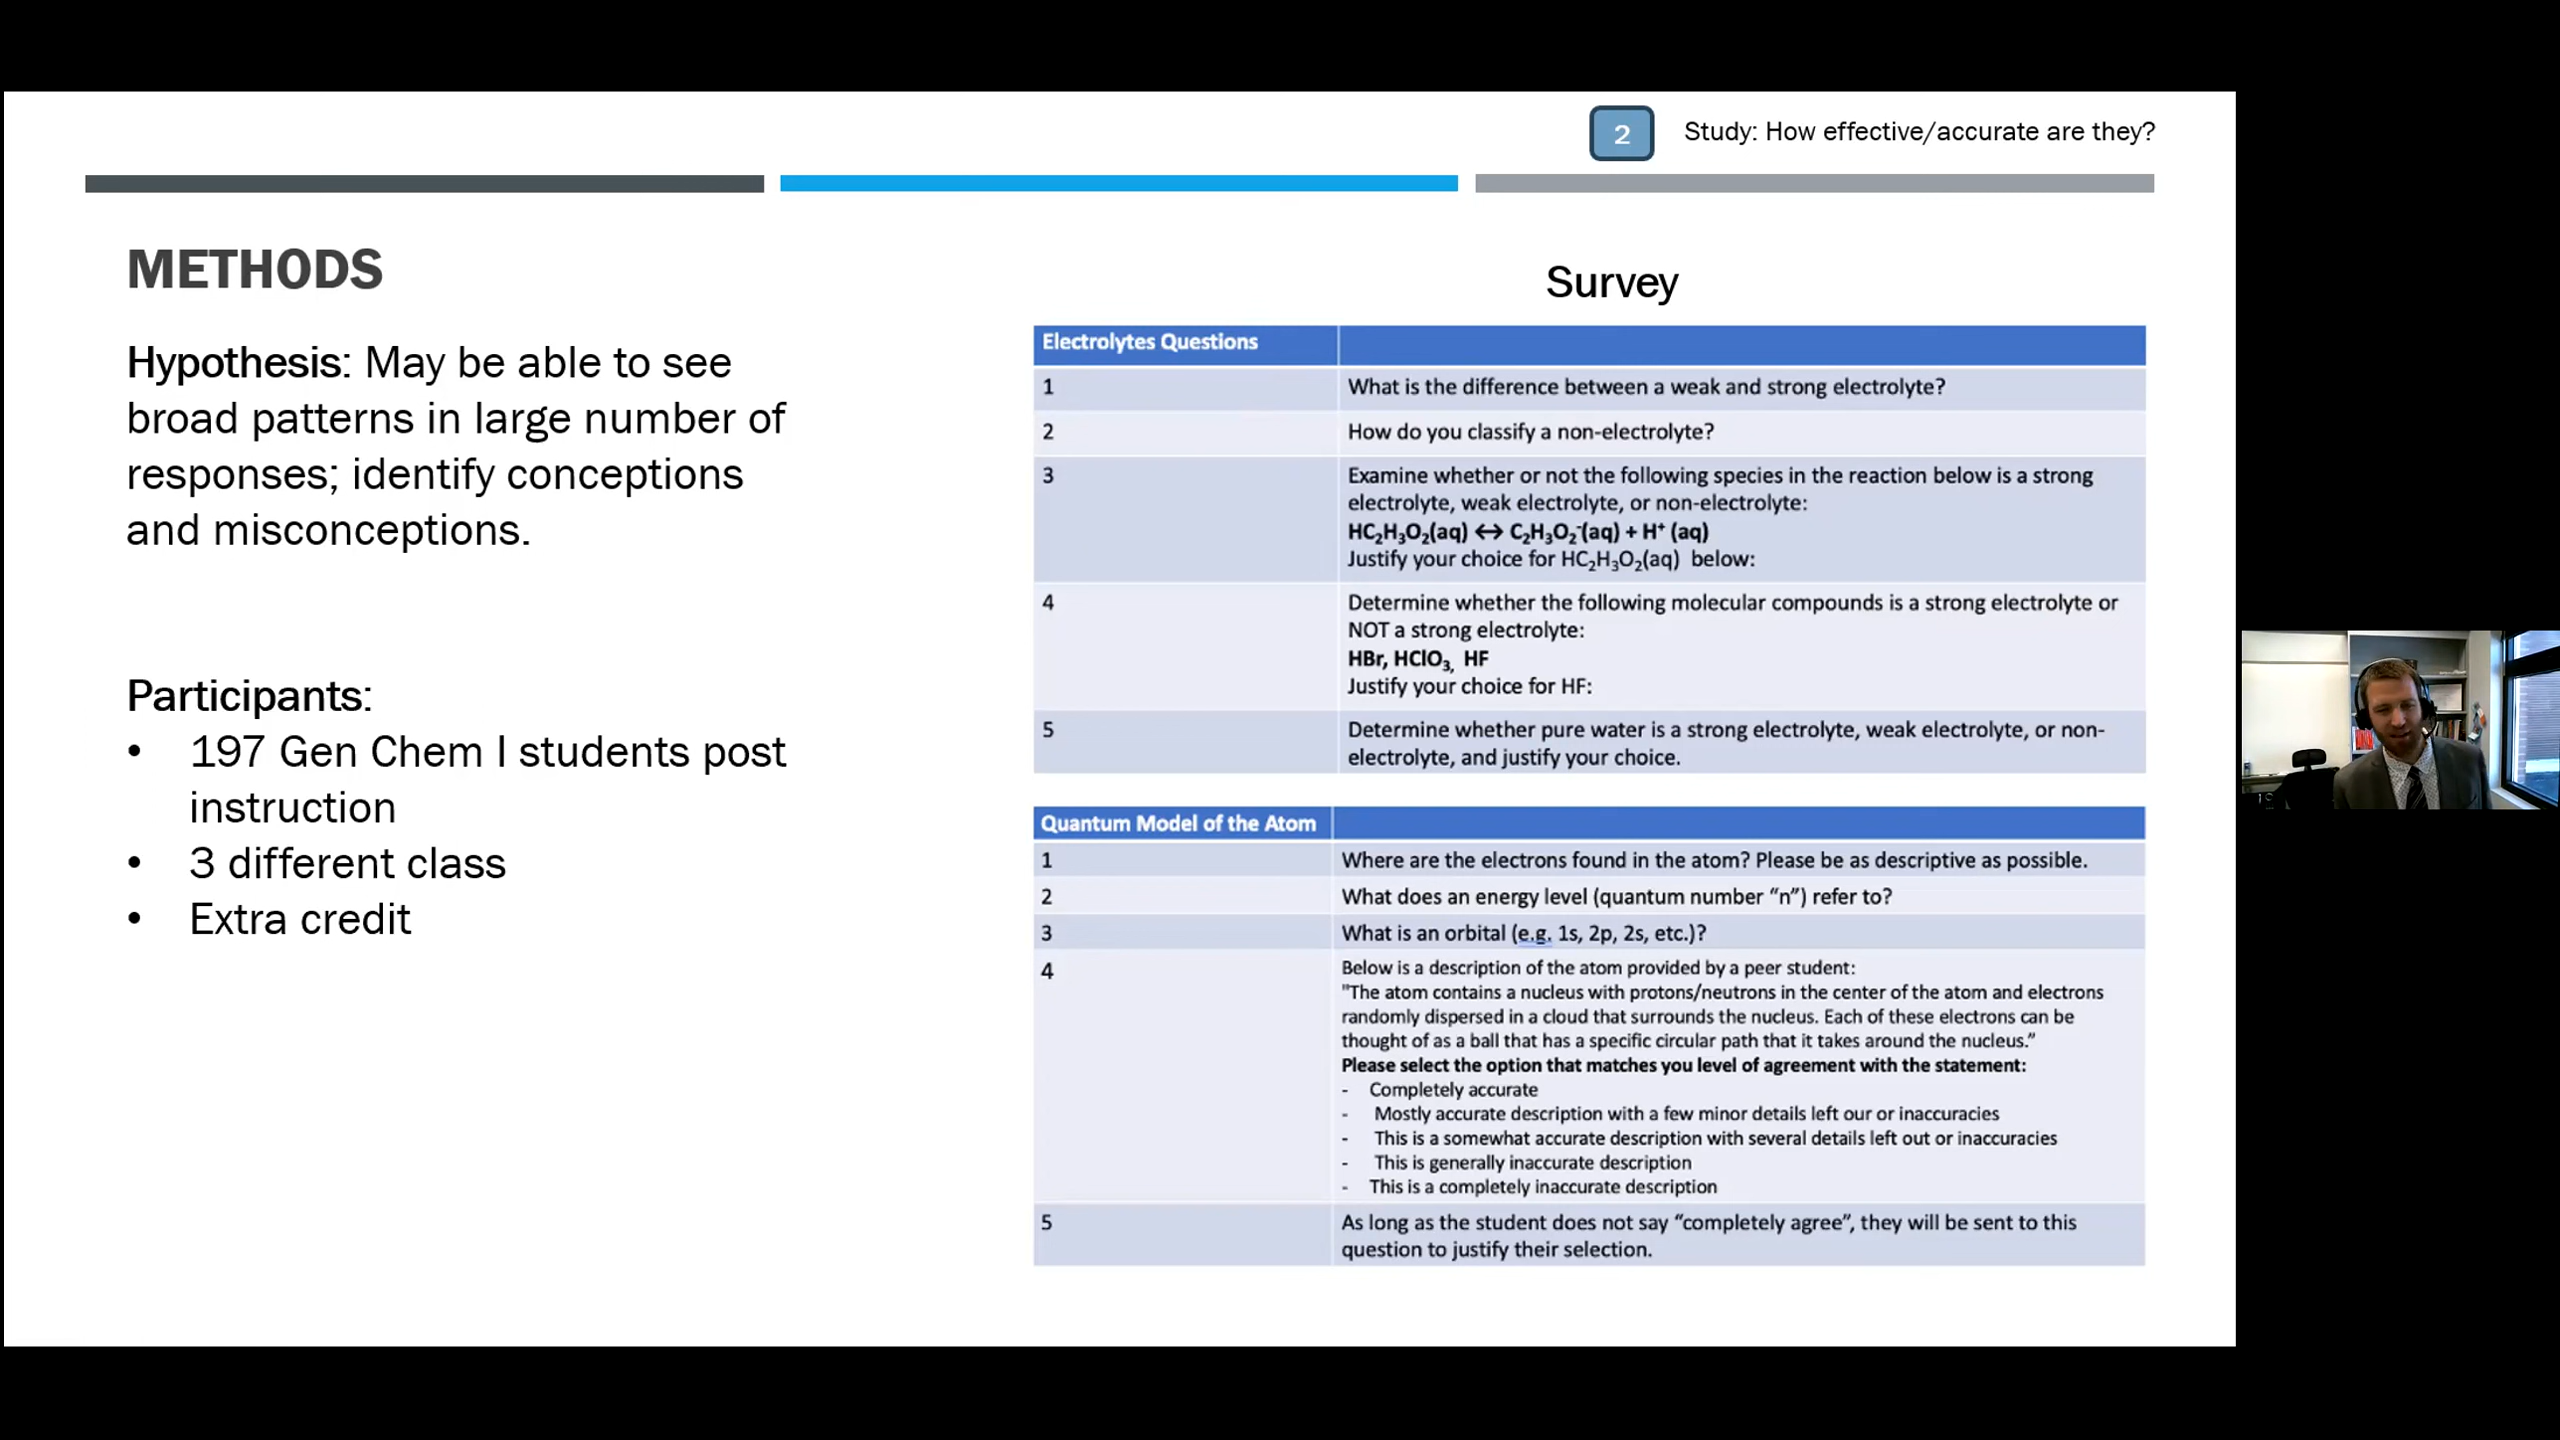 2 Study: How effective/accurate are they?
METHODS
Hypothesis: May be able to see
broad patterns in large number of
responses; identify conceptions
and misconceptions.
Participants:
• 197 Gen Chem I students post
instruction
• 3 different class
• Extra credit
Survey
Electrolytes Questions
1 What is the difference between a weak and strong electrolyte?
2 How do you classify a non-electrolyte?
3 Examine whether or not the following species in the reaction below is a strong
electrolyte, weak electrolyte, or non-electrolyte:
HC₂H₃O₂(aq) ↔ C₂H₃O₂⁻(aq) + H⁺ (aq)
Justify your choice for HC₂H₃O₂(aq) below:
4 Determine whether the following molecular compounds is a strong electrolyte or
NOT a strong electrolyte:
HBr, HClO₃, HF
Justify your choice for HF:
5 Determine whether pure water is a strong electrolyte, weak electrolyte, or non-
electrolyte, and justify your choice.
Quantum Model of the Atom
1 Where are the electrons found in the atom? Please be as descriptive as possible.
2 What does an energy level (quantum number “n”) refer to?
3 What is an orbital (e.g. 1s, 2p, 2s, etc.)?
4 Below is a description of the atom provided by a peer student:
"The atom contains a nucleus with protons/neutrons in the center of the atom and electrons
randomly dispersed in a cloud that surrounds the nucleus. Each of these electrons can be
thought of as a ball that has a specific circular path that it takes around the nucleus.”
Please select the option that matches you level of agreement with the statement:
- Completely accurate
- Mostly accurate description with a few minor details left our or inaccuracies
- This is a somewhat accurate description with several details left out or inaccuracies
- This is generally inaccurate description
- This is a completely inaccurate description
5 As long as the student does not say “completely agree”, they will be sent to this
question to justify their selection.